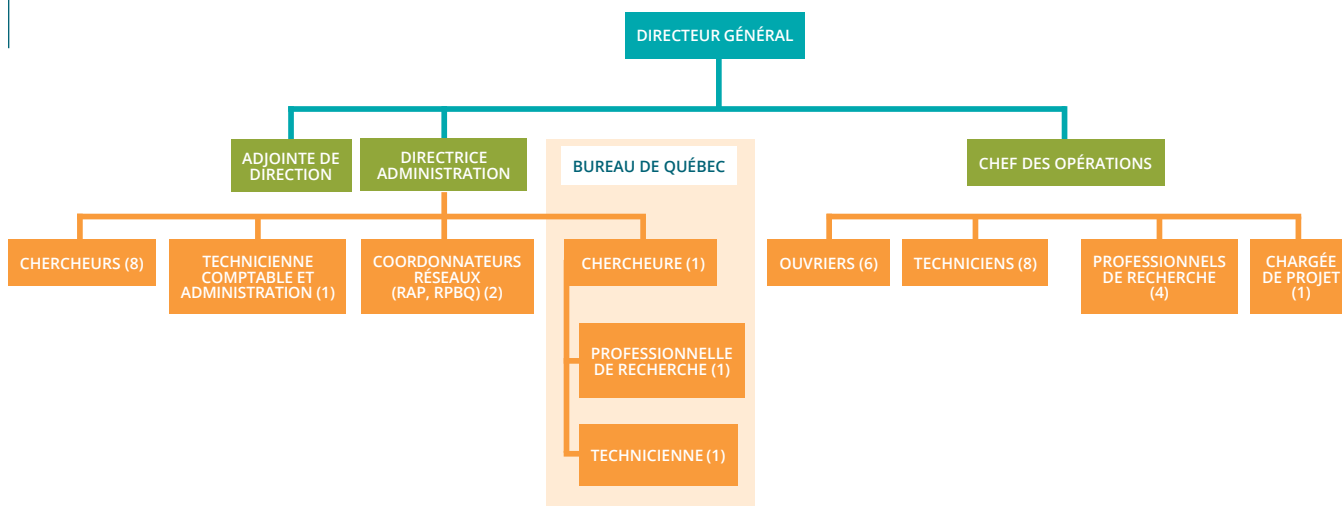 DIRECTEUR GÉNÉRAL
ADJOINTE DE
DIRECTION
DIRECTRICE
ADMINISTRATION
BUREAU DE QUÉBEC
CHEF DES OPÉRATIONS
CHERCHEURS (8)
TECHNICIENNE
COMPTABLE ET
ADMINISTRATION (1)
COORDONNATEURS
RÉSEAUX
(RAP, RPBQ) (2)
CHERCHEURE (1)
OUVRIERS (6)
TECHNICIENS (8)
PROFESSIONNELS
DE RECHERCHE
(4)
CHARGÉE
DE PROJET
(1)
PROFESSIONNELLE
DE RECHERCHE (1)
TECHNICIENNE (1)